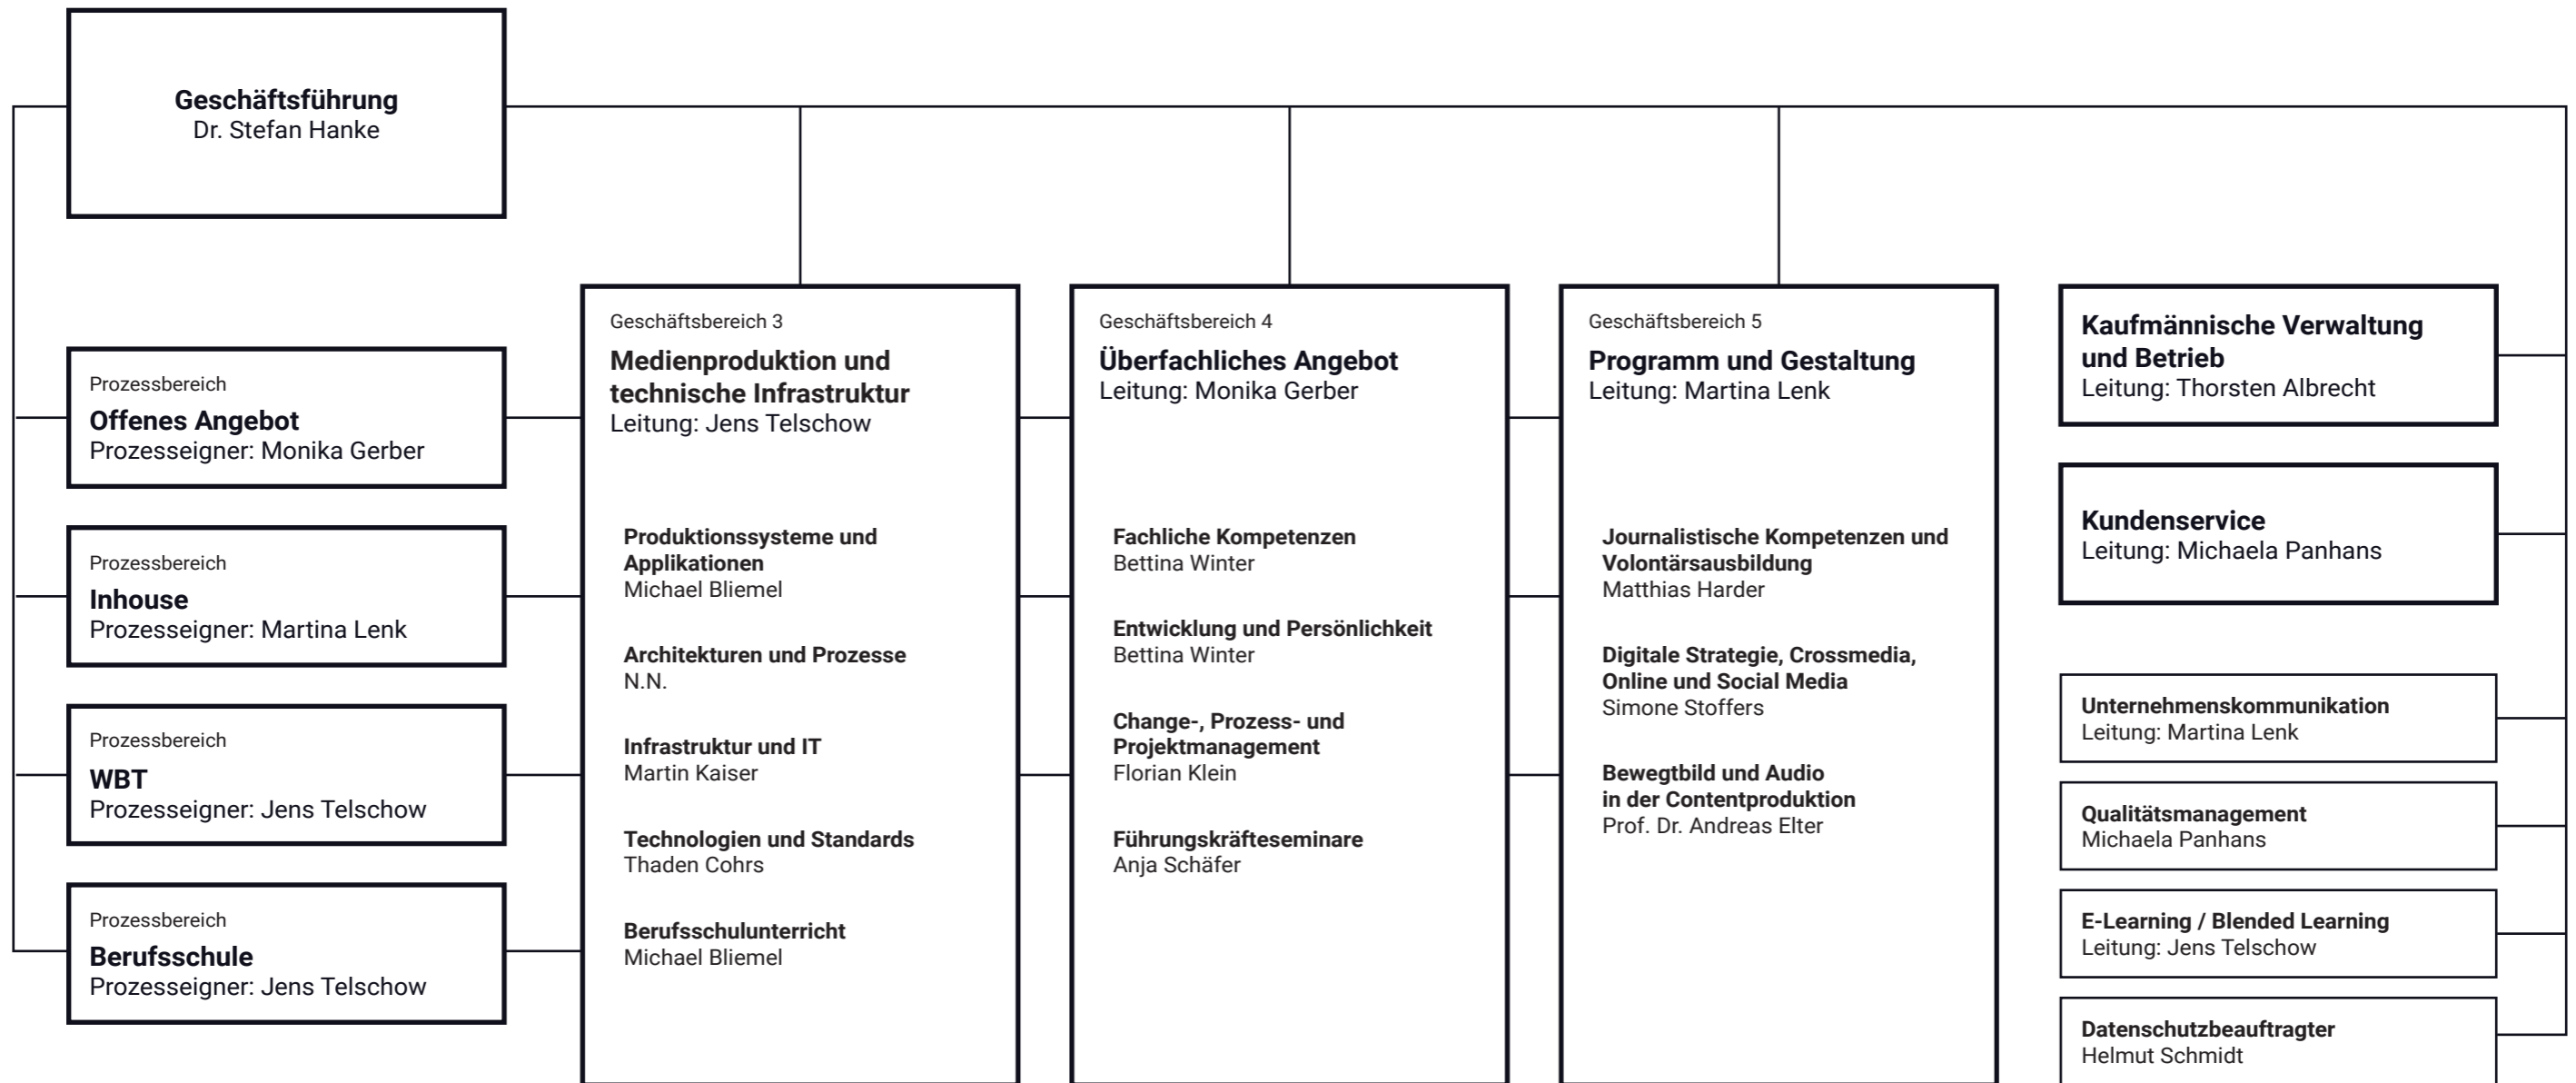 Geschäftsführung
Dr. Stefan Hanke
Prozessbereich
Offenes Angebot
Prozesseigner: Monika Gerber
Prozessbereich
Inhouse
Prozesseigner: Martina Lenk
Prozessbereich
WBT
Prozesseigner: Jens Telschow
Prozessbereich
Berufsschule
Prozesseigner: Jens Telschow
Geschäftsbereich 3
Medienproduktion und
technische Infrastruktur
Leitung: Jens Telschow
Produktionssysteme und
Applikationen
Michael Bliemel
Architekturen und Prozesse
N.N.
Infrastruktur und IT
Martin Kaiser
Technologien und Standards
Thaden Cohrs
Berufsschulunterricht
Michael Bliemel
Geschäftsbereich 4
Überfachliches Angebot
Leitung: Monika Gerber
Fachliche Kompetenzen
Bettina Winter
Entwicklung und Persönlichkeit
Bettina Winter
Change-, Prozess- und
Projektmanagement
Florian Klein
Führungskräfteseminare
Anja Schäfer
Geschäftsbereich 5
Programm und Gestaltung
Leitung: Martina Lenk
Journalistische Kompetenzen und
Volontärsausbildung
Matthias Harder
Digitale Strategie, Crossmedia,
Online und Social Media
Simone Stoffers
Bewegtbild und Audio
in der Contentproduktion
Prof. Dr. Andreas Elter
Kaufmännische Verwaltung
und Betrieb
Leitung: Thorsten Albrecht
Kundenservice
Leitung: Michaela Panhans
Unternehmenskommunikation
Leitung: Martina Lenk
Qualitätsmanagement
Michaela Panhans
E-Learning / Blended Learning
Leitung: Jens Telschow
Datenschutzbeauftragter
Helmut Schmidt